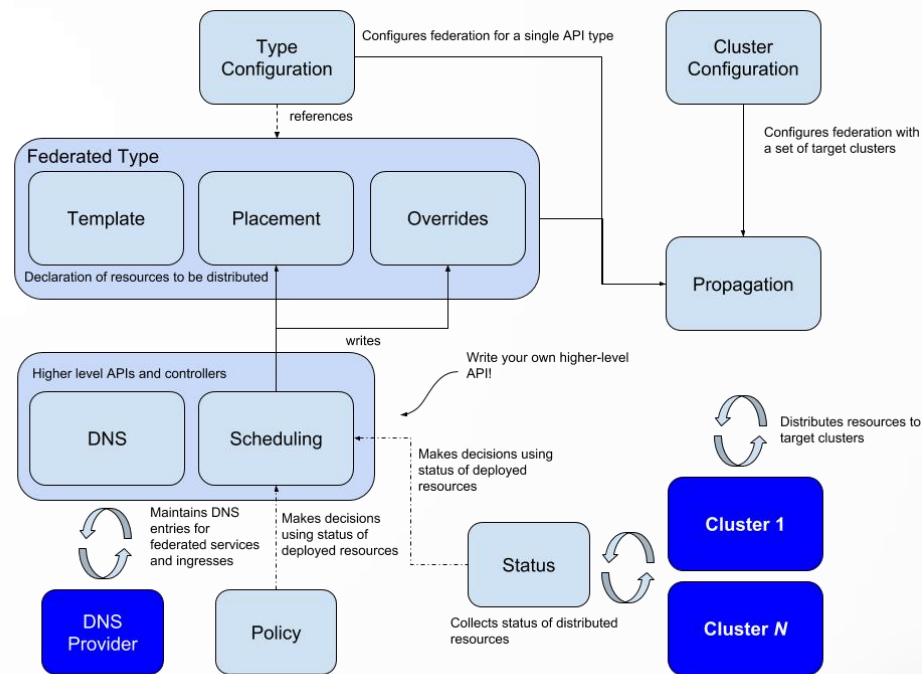 Type
Configuration
Configures federation for a single API type
Cluster
Configuration
references
Configures federation with
a set of target clusters
Federated Type
Template
Placement
Overrides
Declaration of resources to be distributed
Propagation
writes
Write your own higher-level
API!
Higher level APIs and controllers
DNS
Scheduling
Distributes resources to
target clusters
Makes decisions using
status of deployed
resources
Maintains DNS
entries for
federated services
and ingresses
Makes decisions
using status of
deployed resources
Cluster 1
Status
Collects status of distributed
resources
DNS
Provider
Policy
Cluster N